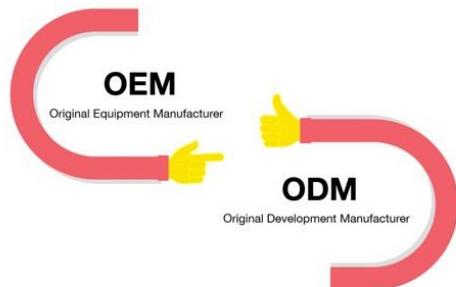 OEM
Original Equipment Manufacturer
ODM
Original Development Manufacturer